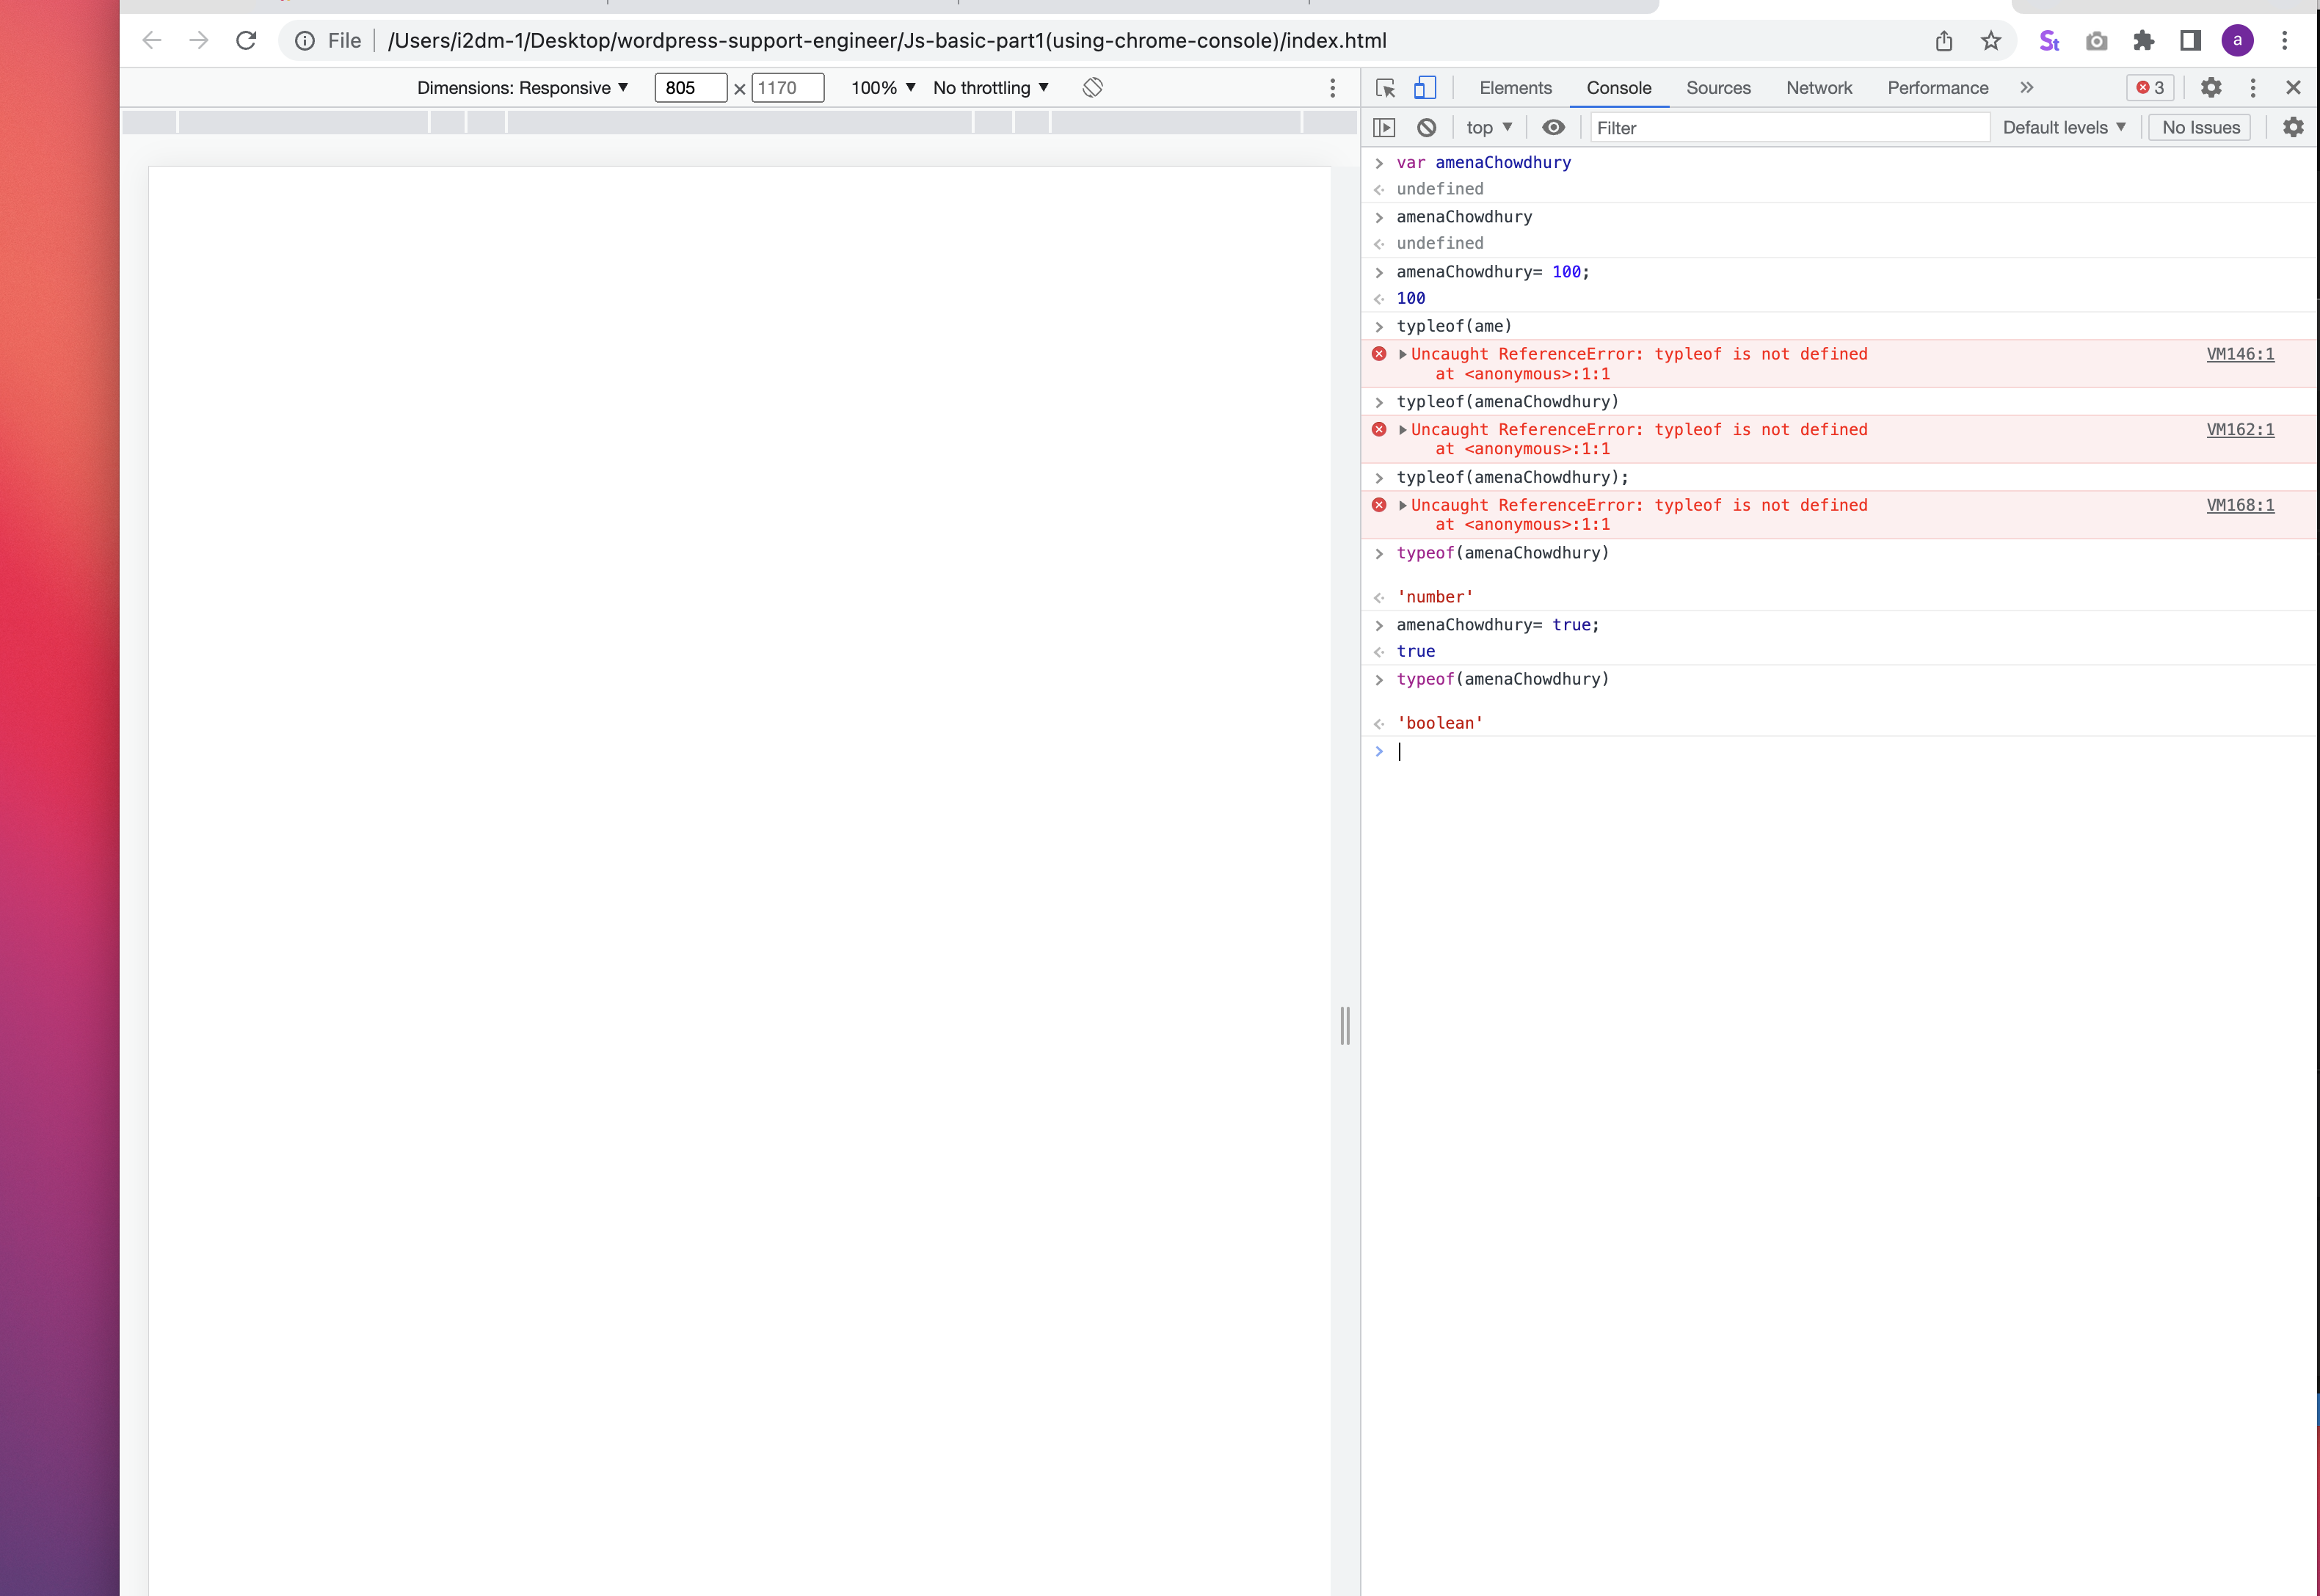 File /Users/i2dm-1/Desktop/wordpress-support-engineer/Js-basic-part1(using-chrome-console)/index.html
St
a
Dimensions: Responsive 805 × 1170 100% No throttling
Elements Console Sources Network Performance 3
top Filter Default levels No Issues
var amenaChowdhury
undefined
amenaChowdhury
undefined
amenaChowdhury= 100;
100
typleof(ame)
Uncaught ReferenceError: typleof is not defined VM146:1
at <anonymous>:1:1
typleof(amenaChowdhury)
Uncaught ReferenceError: typleof is not defined VM162:1
at <anonymous>:1:1
typleof(amenaChowdhury);
Uncaught ReferenceError: typleof is not defined VM168:1
at <anonymous>:1:1
typeof(amenaChowdhury)
'number'
amenaChowdhury= true;
true
typeof(amenaChowdhury)
'boolean'